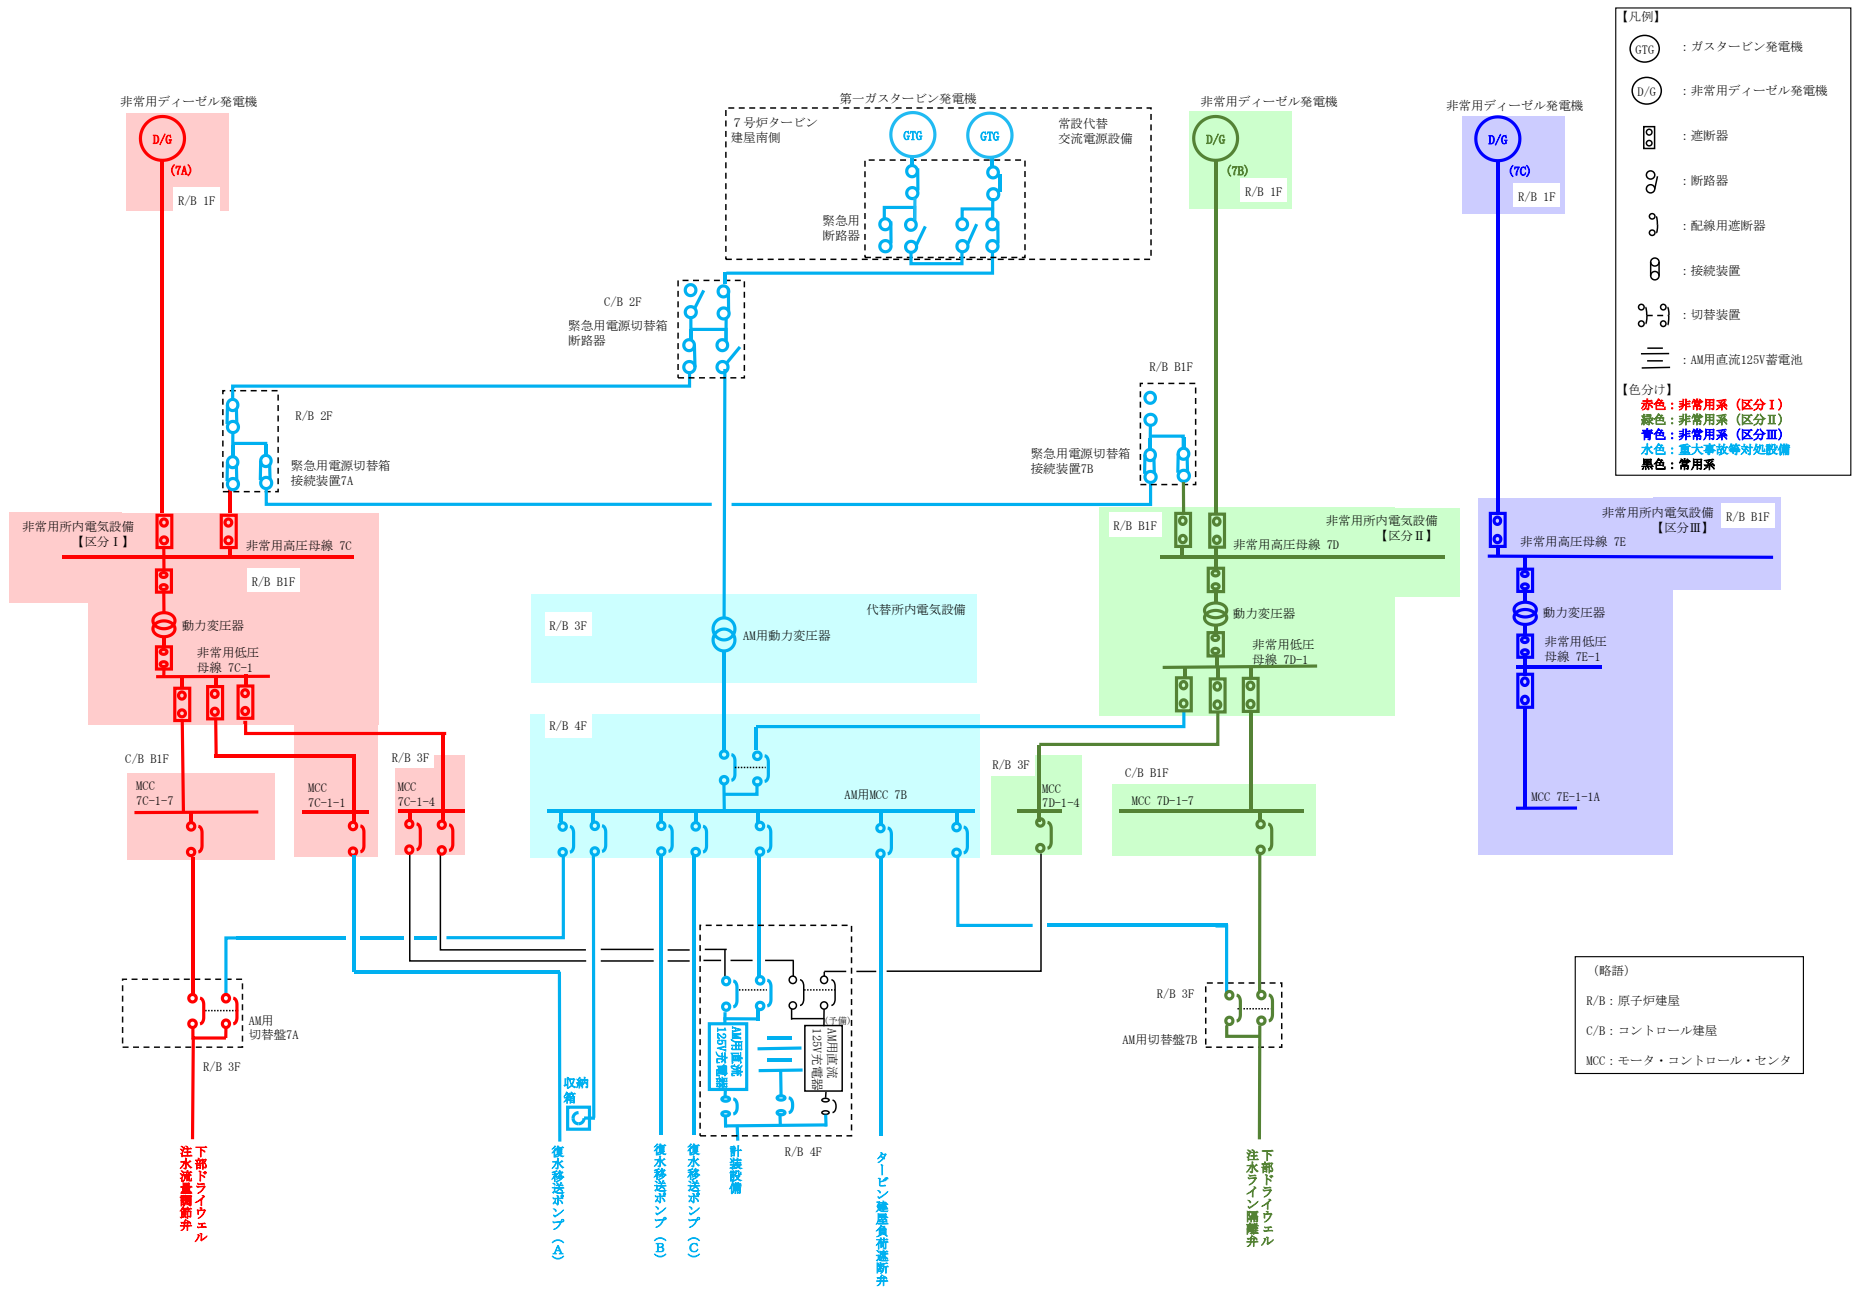 【凡例】
GTG
：ガスタービン発電機
D/G
：非常用ディーゼル発電機
：遮断器
：断路器
：配線用遮断器
：接続装置
：切替装置
：AM用直流125V蓄電池
【色分け】
赤色：非常用系（区分Ⅰ）
緑色：非常用系（区分Ⅱ）
青色：非常用系（区分Ⅲ）
水色：重大事故等対処設備
黒色：常用系
非常用ディーゼル発電機
D/G
（7A）
R/B 1F
第一ガスタービン発電機
７号炉タービン
建屋南側
GTG
GTG
常設代替
交流電源設備
緊急用
断路器
非常用ディーゼル発電機
D/G
（7B）
R/B 1F
非常用ディーゼル発電機
D/G
（7C）
R/B 1F
C/B 2F
緊急用電源切替箱
断路器
R/B 2F
緊急用電源切替箱
接続装置7A
R/B B1F
緊急用電源切替箱
接続装置7B
非常用所内電気設備
【区分Ⅰ】
非常用高圧母線 7C
R/B B1F
動力変圧器
非常用低圧
母線 7C-1
R/B B1F
非常用所内電気設備
【区分Ⅱ】
非常用高圧母線 7D
動力変圧器
非常用低圧
母線 7D-1
非常用所内電気設備
【区分Ⅲ】
R/B B1F
非常用高圧母線 7E
動力変圧器
非常用低圧
母線 7E-1
MCC 7E-1-1A
代替所内電気設備
R/B 3F
AM用動力変圧器
R/B 4F
AM用MCC 7B
C/B B1F
MCC
7C-1-7
MCC
7C-1-1
R/B 3F
MCC
7C-1-4
R/B 3F
MCC
7D-1-4
C/B B1F
MCC 7D-1-7
AM用
切替盤7A
R/B 3F
R/B 3F
AM用切替盤7B
（予備）
AM用直流
125V充電器
AM用直流
125V充電器
R/B 4F
収納
箱
下部ドライウェル
注水流量調節弁
復水移送ポンプ（Ａ）
復水移送ポンプ（Ｂ）
復水移送ポンプ（Ｃ）
計装設備
タービン建屋負荷遮断弁
下部ドライウェル
注水ライン隔離弁
（略語）
R/B：原子炉建屋
C/B：コントロール建屋
MCC：モータ・コントロール・センタ